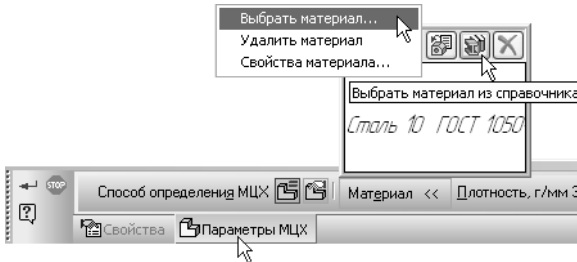 Выбрать материал...
Удалить материал
Свойства материала...
Выбрать материал из справочника
Сталь 10 ГОСТ 1050
STOP
Способ определения МЦХ
Материал <<
Плотность, г/мм 3
Свойства
Параметры МЦХ